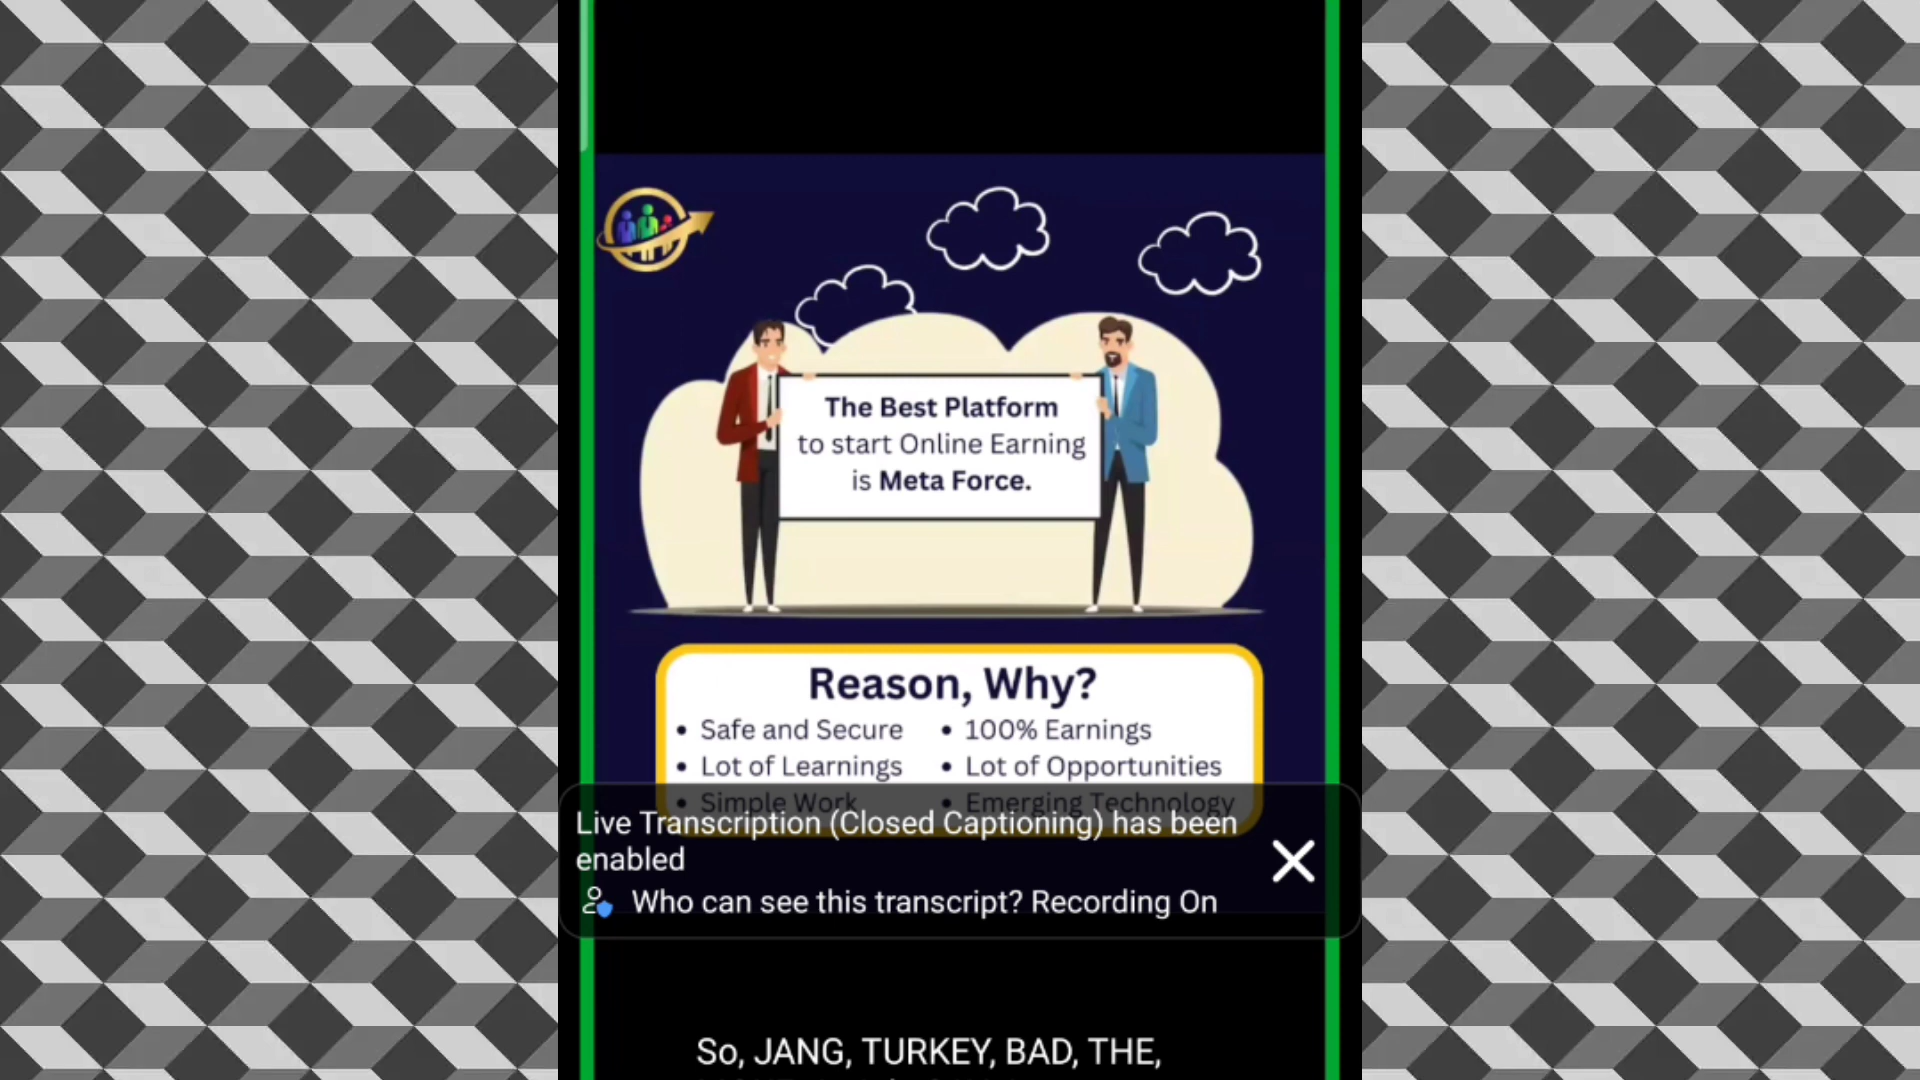 The Best Platform
to start Online Earning
is Meta Force.
Reason, Why?
• Safe and Secure
• Lot of Learnings
• Simple Work
• 100% Earnings
• Lot of Opportunities
• Emerging Technology
Live Transcription (Closed Captioning) has been
enabled
Who can see this transcript? Recording On
So, JANG, TURKEY, BAD, THE,